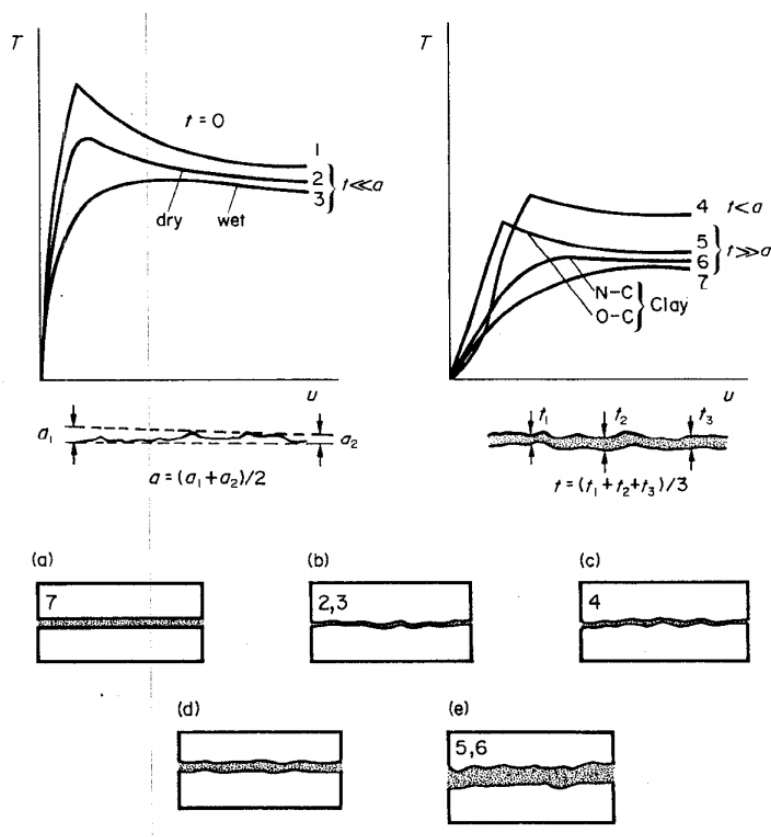 T
t=0
1
2
3
t≪a
dry
wet
u
T
4
t<a
5
6
7
t≫a
N-C
O-C
Clay
u
a₁
a₂
a=(a₁+a₂)/2
t₁
t₂
t₃
t=(t₁+t₂+t₃)/3
(a)
7
(b)
2,3
(c)
4
(d)
(e)
5,6